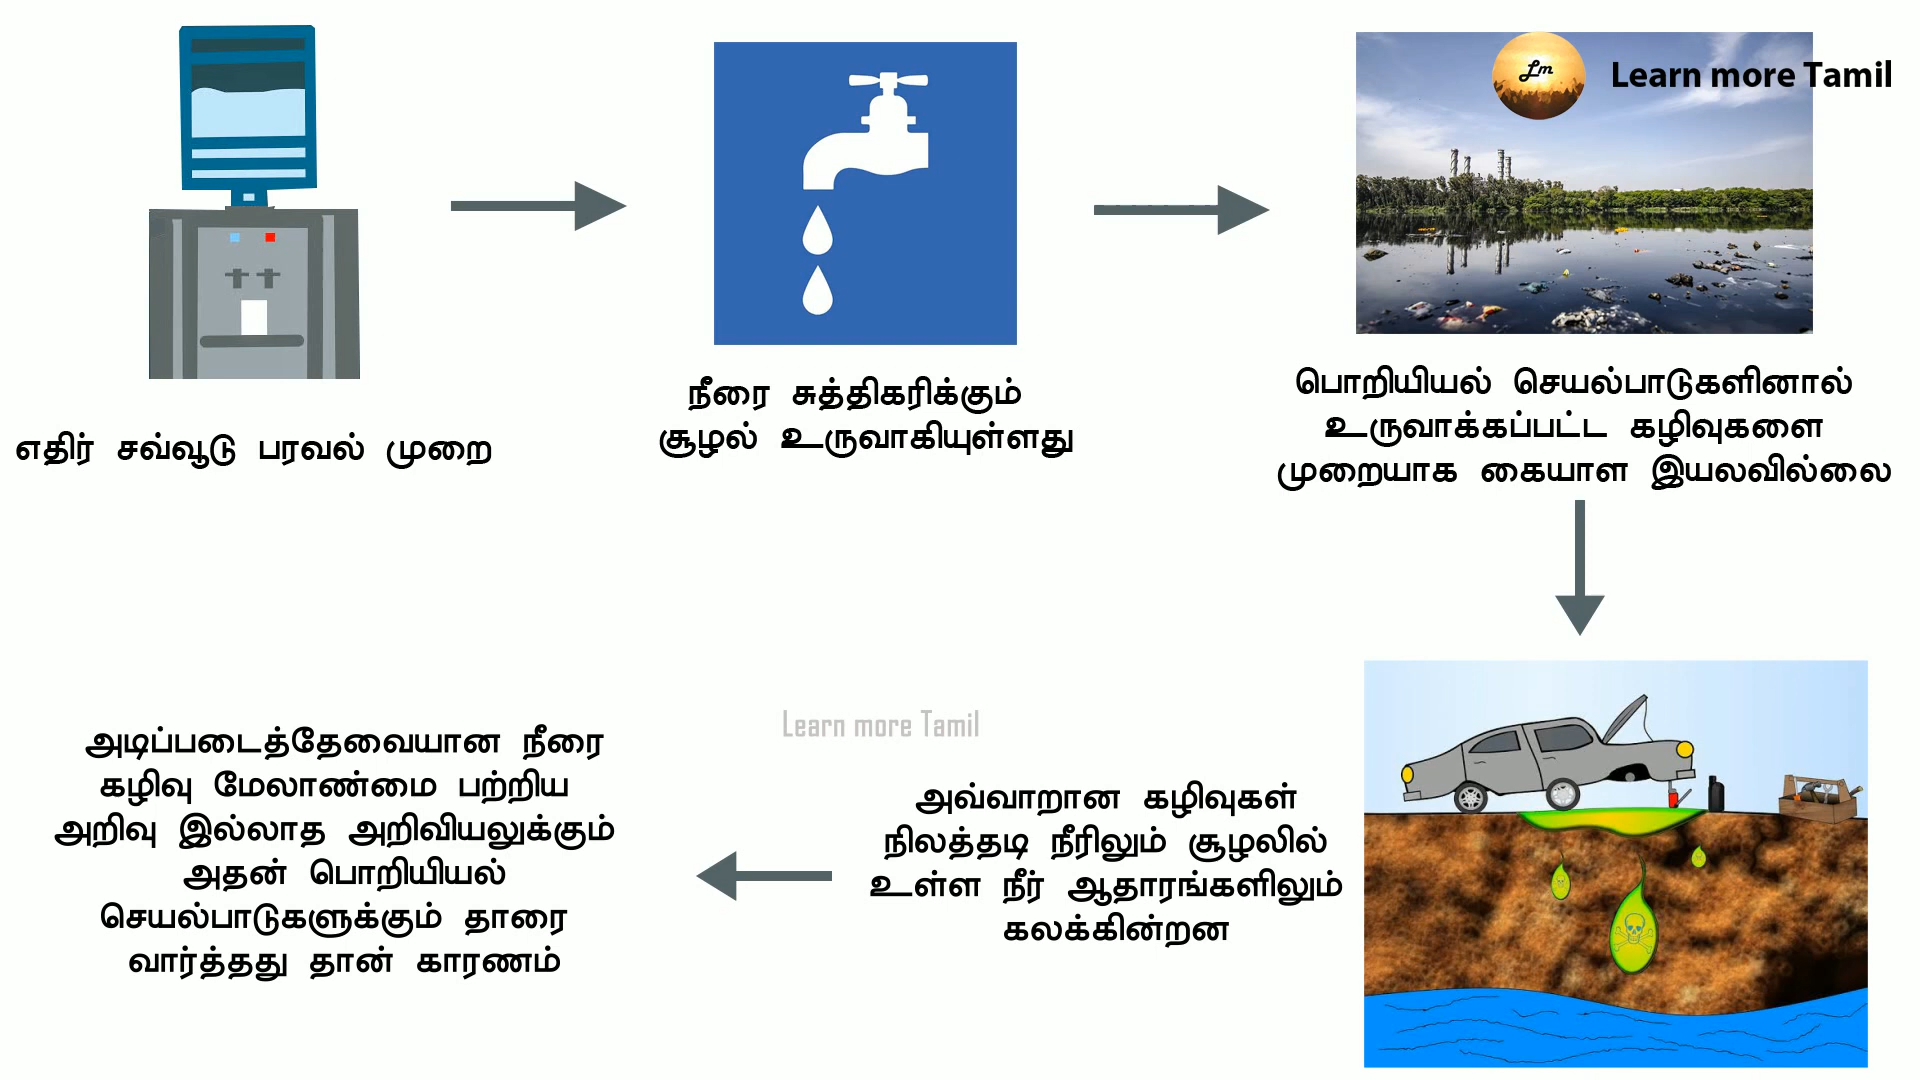 Lm
Learn more Tamil
எதிர் சவ்வூடு பரவல் முறை
நீரை சுத்திகரிக்கும்
சூழல் உருவாகியுள்ளது
பொறியியல் செயல்பாடுகளினால்
உருவாக்கப்பட்ட கழிவுகளை
முறையாக கையாள இயலவில்லை
அவ்வாறான கழிவுகள்
நிலத்தடி நீரிலும் சூழலில்
உள்ள நீர் ஆதாரங்களிலும்
கலக்கின்றன
Learn more Tamil
அடிப்படைத்தேவையான நீரை
கழிவு மேலாண்மை பற்றிய
அறிவு இல்லாத அறிவியலுக்கும்
அதன் பொறியியல்
செயல்பாடுகளுக்கும் தாரை
வார்த்தது தான் காரணம்